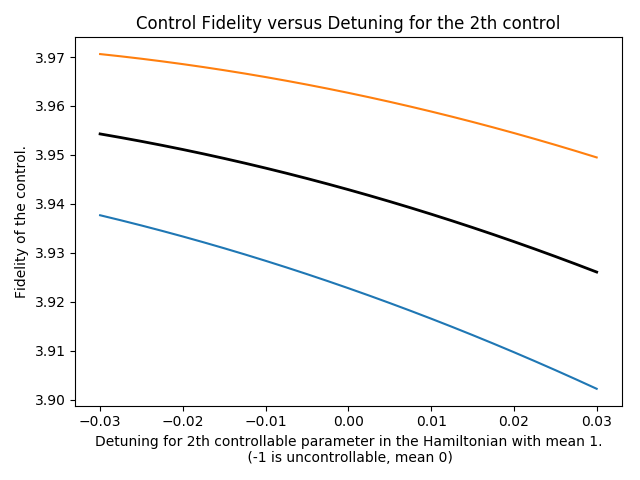 Control Fidelity versus Detuning for the 2th control
3.97
3.96
3.95
3.94
3.93
3.92
3.91
3.90
Fidelity of the control.
−0.03 −0.02 −0.01 0.00 0.01 0.02 0.03
Detuning for 2th controllable parameter in the Hamiltonian with mean 1.
(-1 is uncontrollable, mean 0)